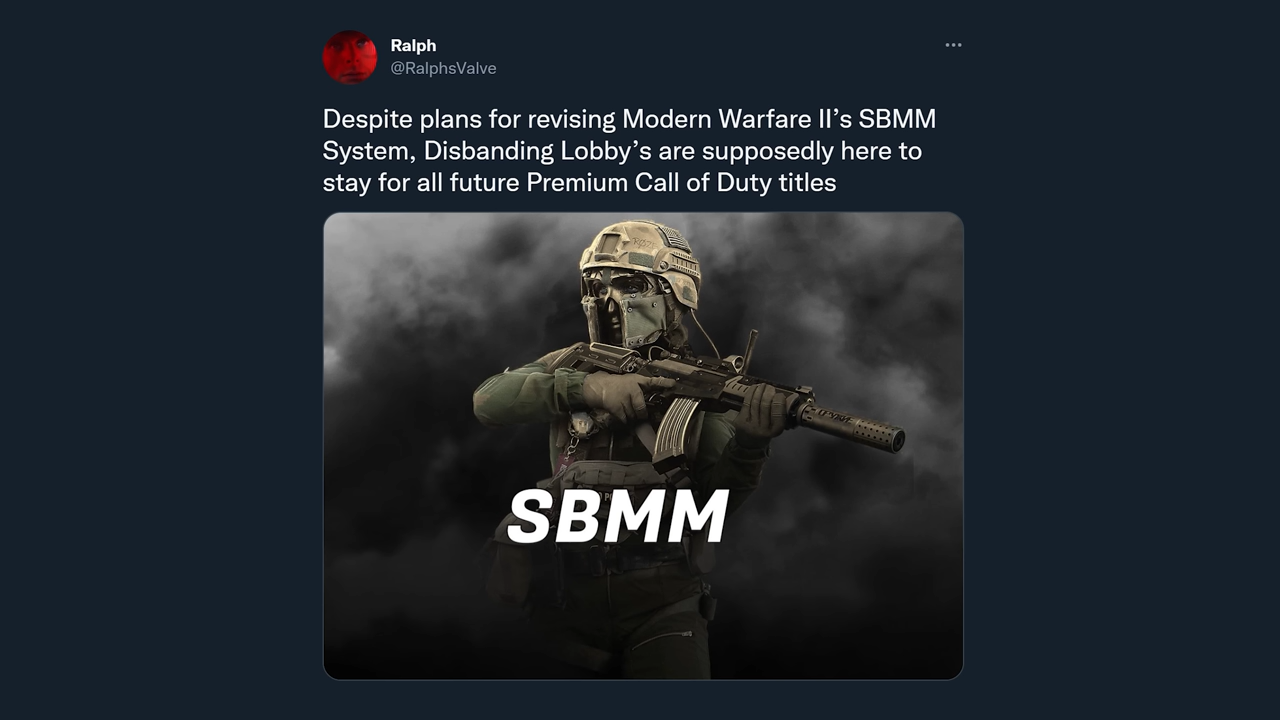 Ralph
@RalphsValve
Despite plans for revising Modern Warfare II’s SBMM
System, Disbanding Lobby’s are supposedly here to
stay for all future Premium Call of Duty titles
SBMM